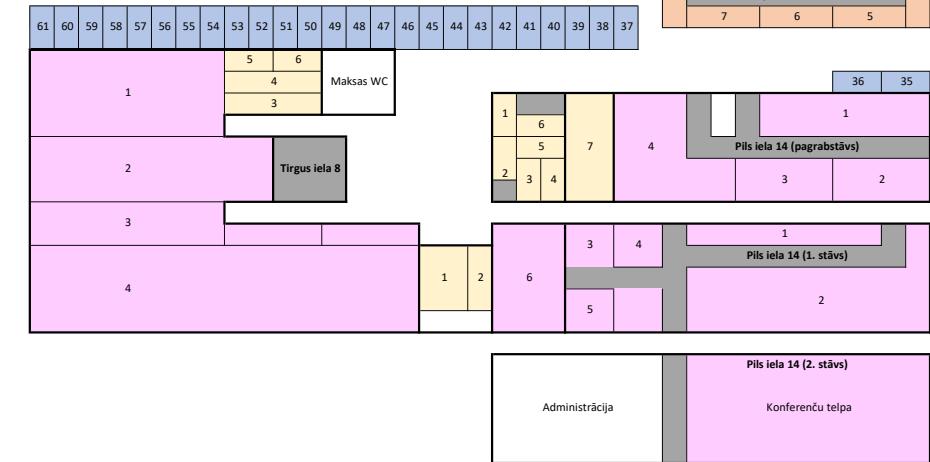 7 6 5
61 60 59 58 57 56 55 54 53 52 51 50 49 48 47 46 45 44 43 42 41 40 39 38 37
5 6
4
3
Maksas WC
1
36 35
1
6
1
7
4
Pils iela 14 (pagrabstāvs)
5
2
Tirgus iela 8
2
3 4
3
2
3
3
4
1
Pils iela 14 (1. stāvs)
4
1
2
6
5
2
Pils iela 14 (2. stāvs)
Administrācija
Konferenču telpa